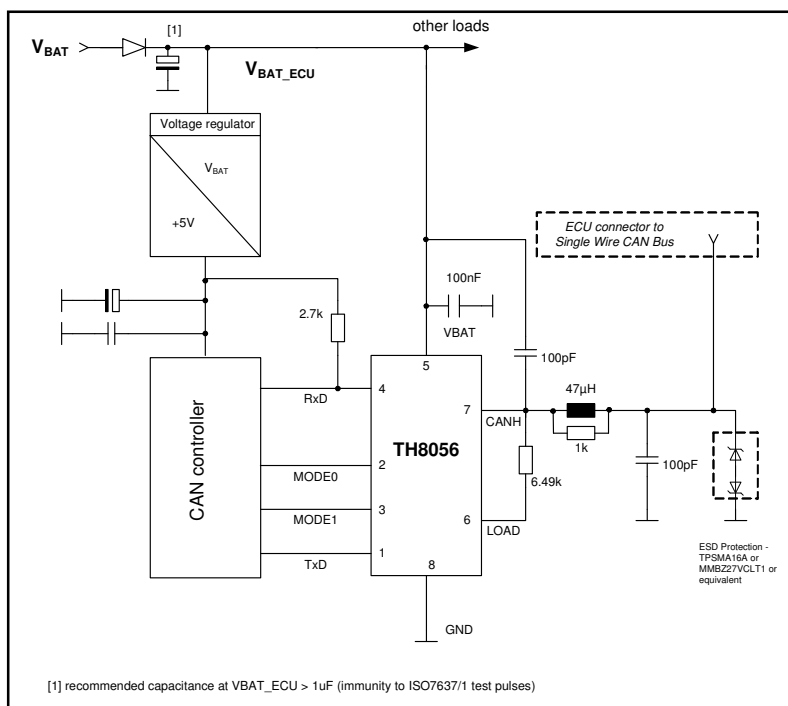 other loads
[1]
VBAT
VBAT_ECU
Voltage regulator
VBAT
+5V
ECU connector to
Single Wire CAN Bus
100nF
VBAT
2.7k
100pF
CAN controller
TH8056
5
4
RxD
7
CANH
47µH
1k
2
MODE0
6.49k
100pF
3
MODE1
6
LOAD
1
TxD
8
GND
ESD Protection -
TPSMA16A or
MMBZ27VCLT1 or
equivalent
[1] recommended capacitance at VBAT_ECU > 1uF (immunity to ISO7637/1 test pulses)